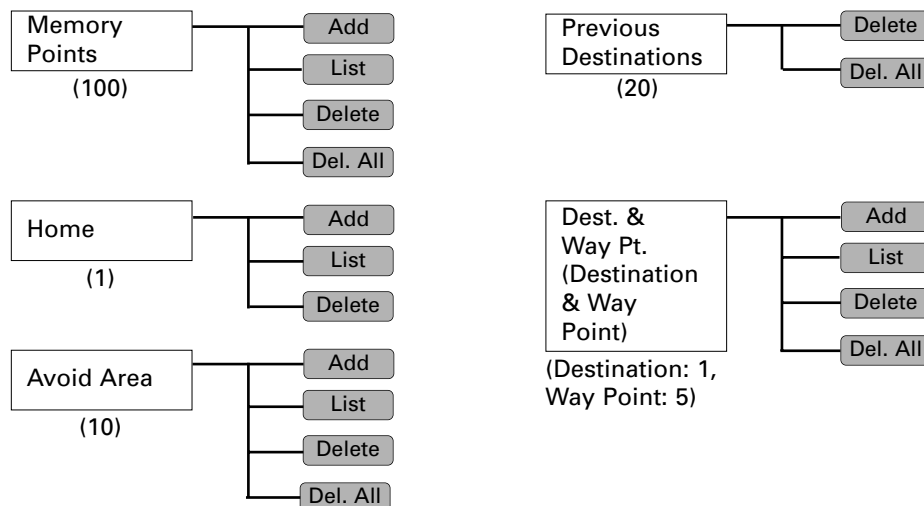 Memory
Points
(100)
Add
List
Delete
Del. All
Home
(1)
Add
List
Delete
Avoid Area
(10)
Add
List
Delete
Del. All
Previous
Destinations
(20)
Delete
Del. All
Dest. &
Way Pt.
(Destination
& Way
Point)
(Destination: 1,
Way Point: 5)
Add
List
Delete
Del. All